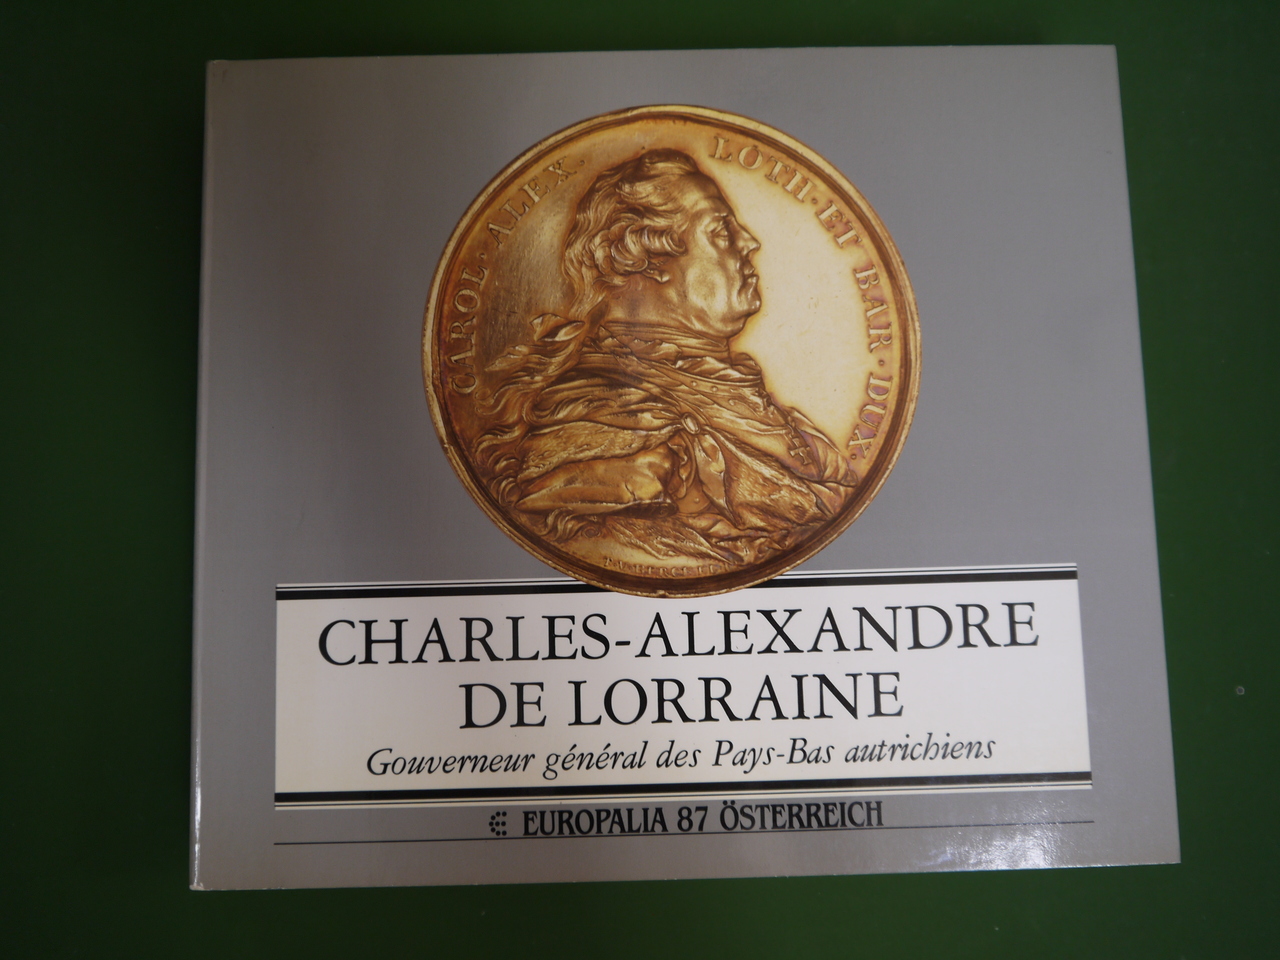 CAROL · ALEX · LOTH · ET BAR · DUX ·
CHARLES-ALEXANDRE
DE LORRAINE
Gouverneur général des Pays-Bas autrichiens
EUROPALIA 87 ÖSTERREICH